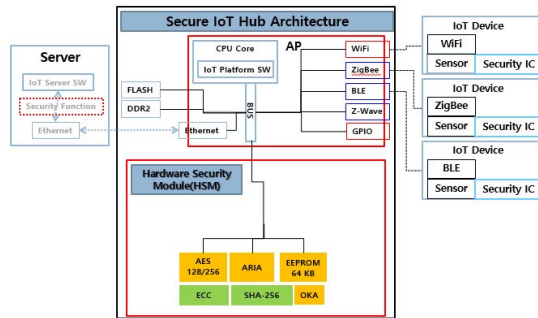 Secure IoT Hub Architecture
Server
IoT Server SW
Security Function
Ethernet
CPU Core
AP
IoT Platform SW
BUS
FLASH
DDR2
Ethernet
WiFi
ZigBee
BLE
Z-Wave
GPIO
IoT Device
WiFi
Sensor Security IC
IoT Device
ZigBee
Sensor Security IC
IoT Device
BLE
Sensor Security IC
Hardware Security
Module(HSM)
AES
128/256
ARIA
EEPROM
64 KB
ECC
SHA-256
OKA